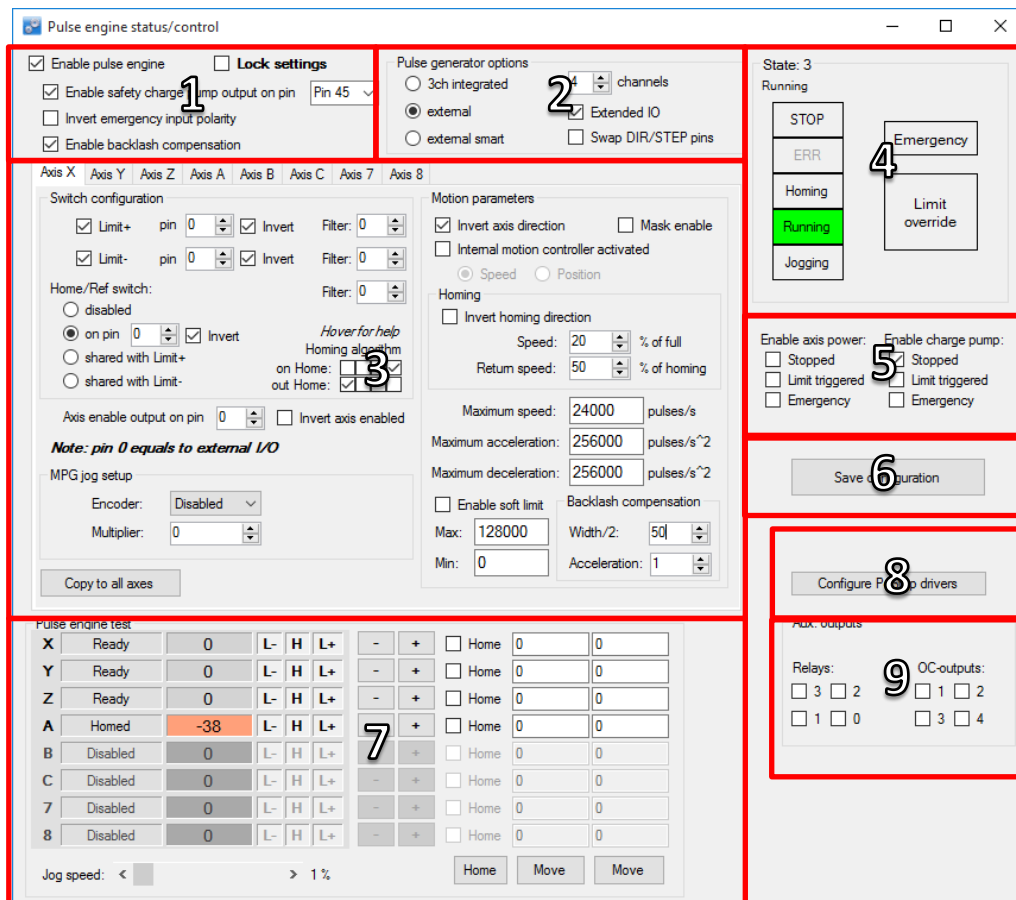 Pulse engine status/control
Enable pulse engine Lock settings
Enable safety charge pump output on pin Pin 45
Invert emergency input polarity
Enable backlash compensation
1
Pulse generator options
3ch integrated 4 channels
external Extended IO
external smart Swap DIR/STEP pins
2
State: 3
Running
STOP
ERR
Homing
Running
Jogging
Emergency
Limit
override
4
Axis X Axis Y Axis Z Axis A Axis B Axis C Axis 7 Axis 8
Switch configuration
Limit+ pin 0 Invert Filter: 0
Limit- pin 0 Invert Filter: 0
Home/Ref switch: Filter: 0
disabled
on pin 0 Invert Hover for help
shared with Limit+ Homing algorithm
on Home:
shared with Limit- out Home:
3
Axis enable output on pin 0 Invert axis enabled
Note: pin 0 equals to external I/O
MPG jog setup
Encoder: Disabled
Multiplier: 0
Copy to all axes
Motion parameters
Invert axis direction Mask enable
Internal motion controller activated
Speed Position
Homing
Invert homing direction
Speed: 20 % of full
Return speed: 50 % of homing
Maximum speed: 24000 pulses/s
Maximum acceleration: 256000 pulses/s^2
Maximum deceleration: 256000 pulses/s^2
Enable soft limit Backlash compensation
Max: 128000 Width/2: 50
Min: 0 Acceleration: 1
Enable axis power: Enable charge pump:
Stopped Stopped
Limit triggered Limit triggered
Emergency Emergency
5
Save configuration
6
Configure drivers
8
Aux. outputs
Relays: OC-outputs:
3 2 1 2
1 0 3 4
9
Pulse engine test
X Ready 0 L- H L+ - + Home 0 0
Y Ready 0 L- H L+ - + Home 0 0
Z Ready 0 L- H L+ - + Home 0 0
A Homed -38 L- H L+ + Home 0 0
B Disabled 0 L- H L+ + Home 0 0
C Disabled 0 L- H L+ - + Home 0 0
7 Disabled 0 L- H L+ - + Home 0 0
8 Disabled 0 L- H L+ - + Home 0 0
7
Jog speed: < > 1 % Home Move Move